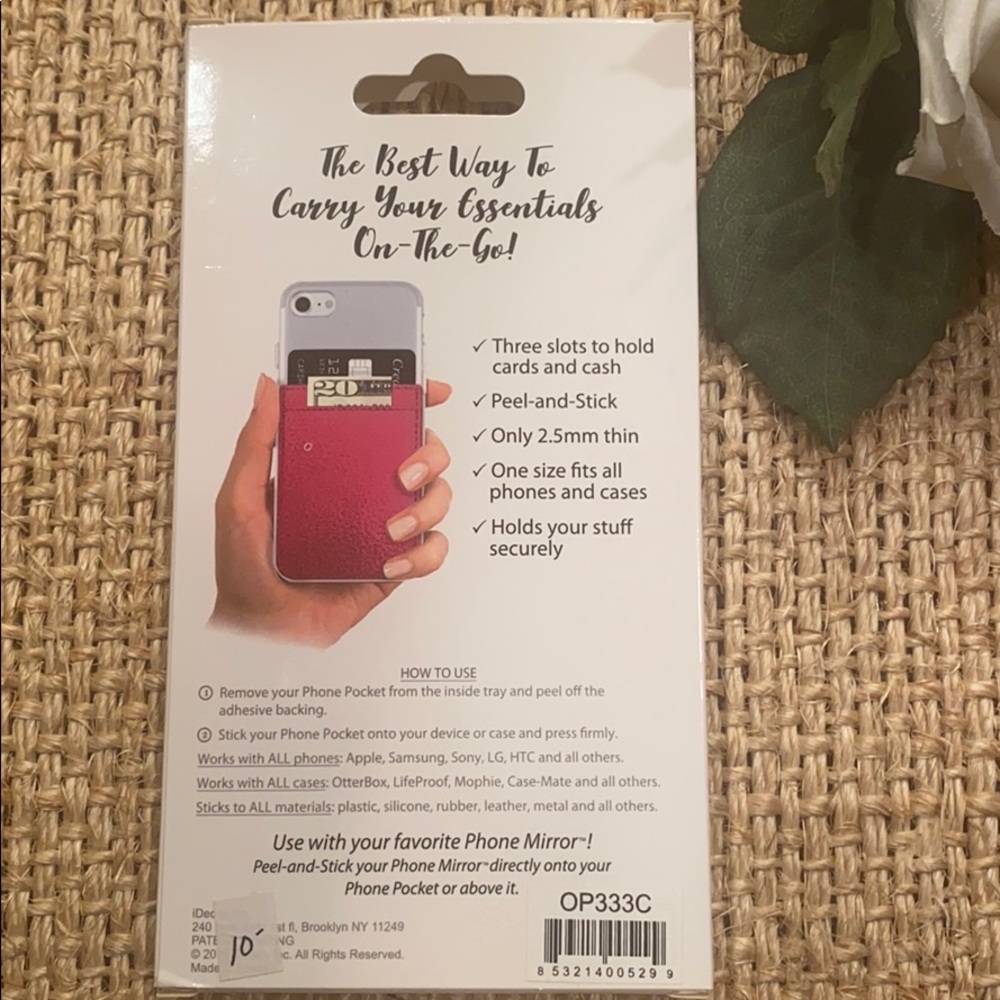 The Best Way To
Carry Your Essentials
On-The-Go!
20
✓ Three slots to hold
cards and cash
✓ Peel-and-Stick
✓ Only 2.5mm thin
✓ One size fits all
phones and cases
✓ Holds your stuff
securely
HOW TO USE
① Remove your Phone Pocket from the inside tray and peel off the
adhesive backing.
② Stick your Phone Pocket onto your device or case and press firmly.
Works with ALL phones: Apple, Samsung, Sony, LG, HTC and all others.
Works with ALL cases: OtterBox, LifeProof, Mophie, Case-Mate and all others.
Sticks to ALL materials: plastic, silicone, rubber, leather, metal and all others.
Use with your favorite Phone Mirror™!
Peel-and-Stick your Phone Mirror™ directly onto your
Phone Pocket or above it.
OP333C
240 st fl, Brooklyn NY 11249
10
All Rights Reserved.
Made
8 53214 00529 9